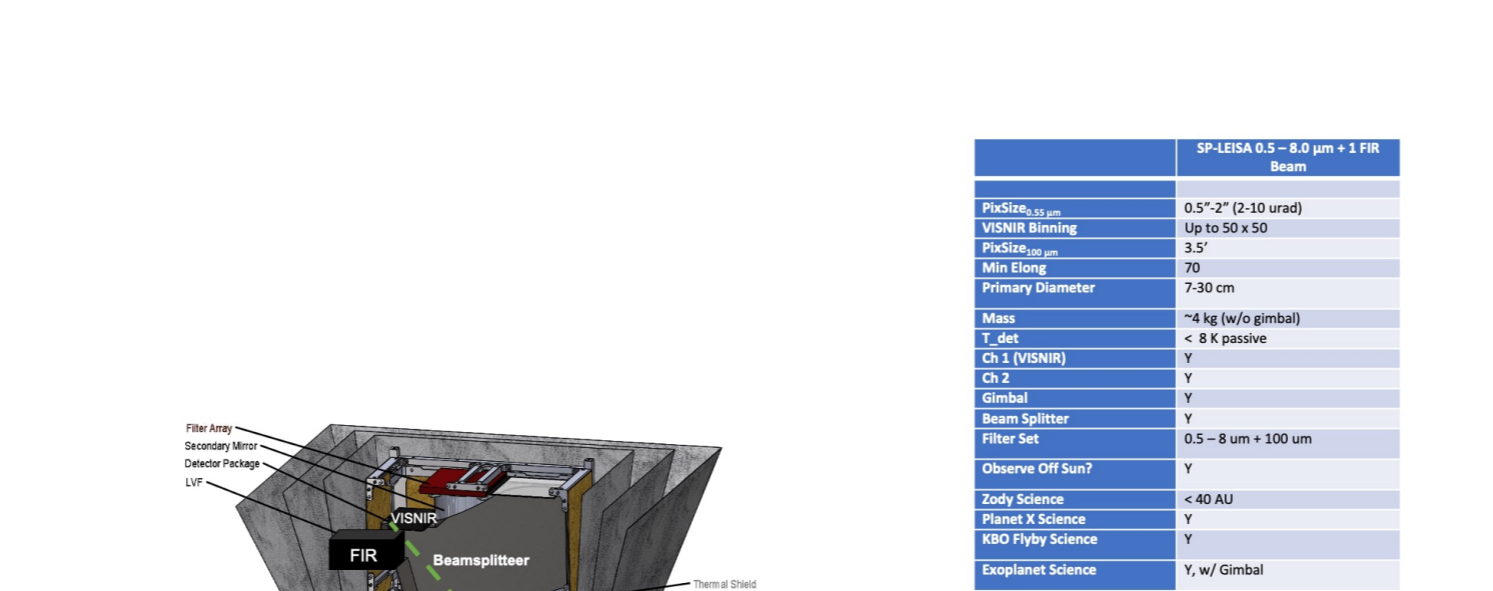 Filter Array
Secondary Mirror
Detector Package
LVF
VISNIR
FIR
Beamsplitteer
Thermal Shield
SP-LEISA 0.5 – 8.0 µm + 1 FIR
Beam
PixSize0.55 µm 0.5”-2” (2-10 urad)
VISNIR Binning Up to 50 x 50
PixSize100 µm 3.5’
Min Elong 70
Primary Diameter 7-30 cm
Mass ~4 kg (w/o gimbal)
T_det < 8 K passive
Ch 1 (VISNIR) Y
Ch 2 Y
Gimbal Y
Beam Splitter Y
Filter Set 0.5 – 8 um + 100 um
Observe Off Sun? Y
Zody Science < 40 AU
Planet X Science Y
KBO Flyby Science Y
Exoplanet Science Y, w/ Gimbal